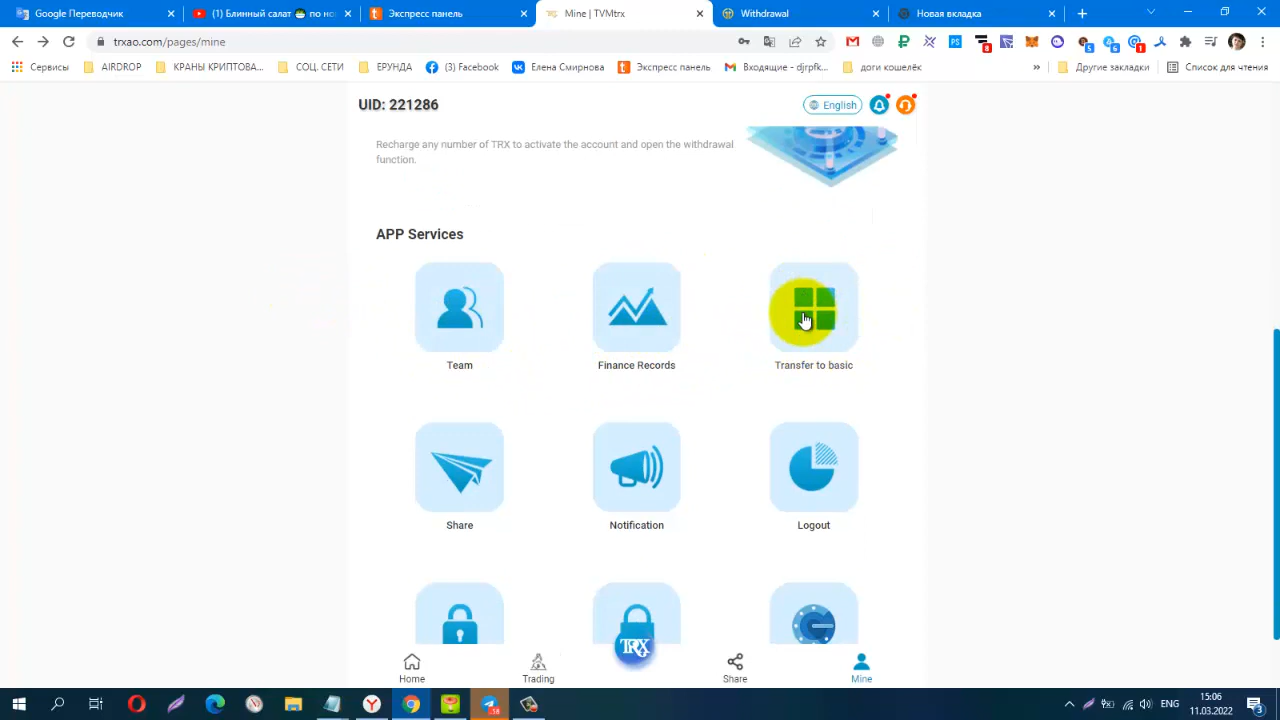 Google Переводчик
(1) Блинный салат 🐣 по но
Экспресс панель
Mine | TVMtrx
Withdrawal
Новая вкладка
trxao.com/pages/mine
Сервисы
AIRDROP
КРАНЫ КРИПТОВА...
СОЦ. СЕТИ
ЕРУНДА
(3) Facebook
Елена Смирнова
Экспресс панель
Входящие - djrpfk...
доги кошелёк
»
Другие закладки
Список для чтения
UID: 221286
English
Recharge any number of TRX to activate the account and open the withdrawal
function.
APP Services
Team
Finance Records
Transfer to basic
Share
Notification
Logout
TRX
Home
Trading
Share
Mine
ENG
15:06
11.03.2022